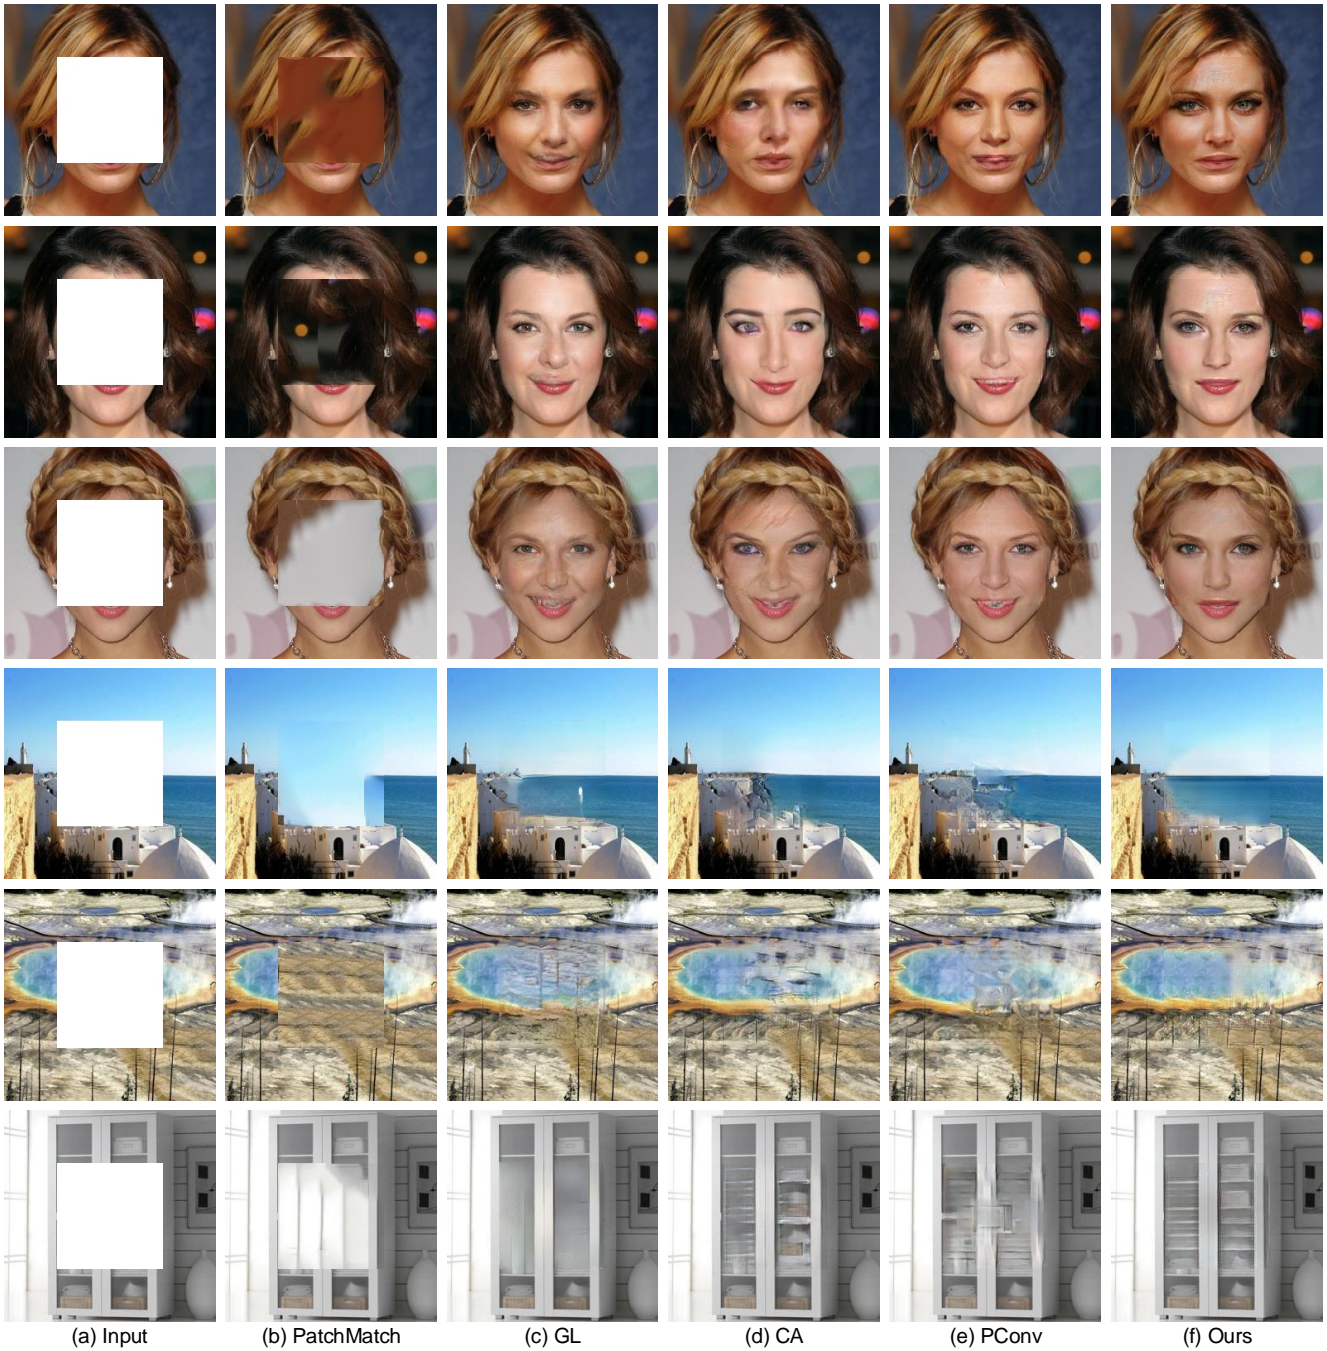 (a) Input
(b) PatchMatch
(c) GL
(d) CA
(e) PConv
(f) Ours